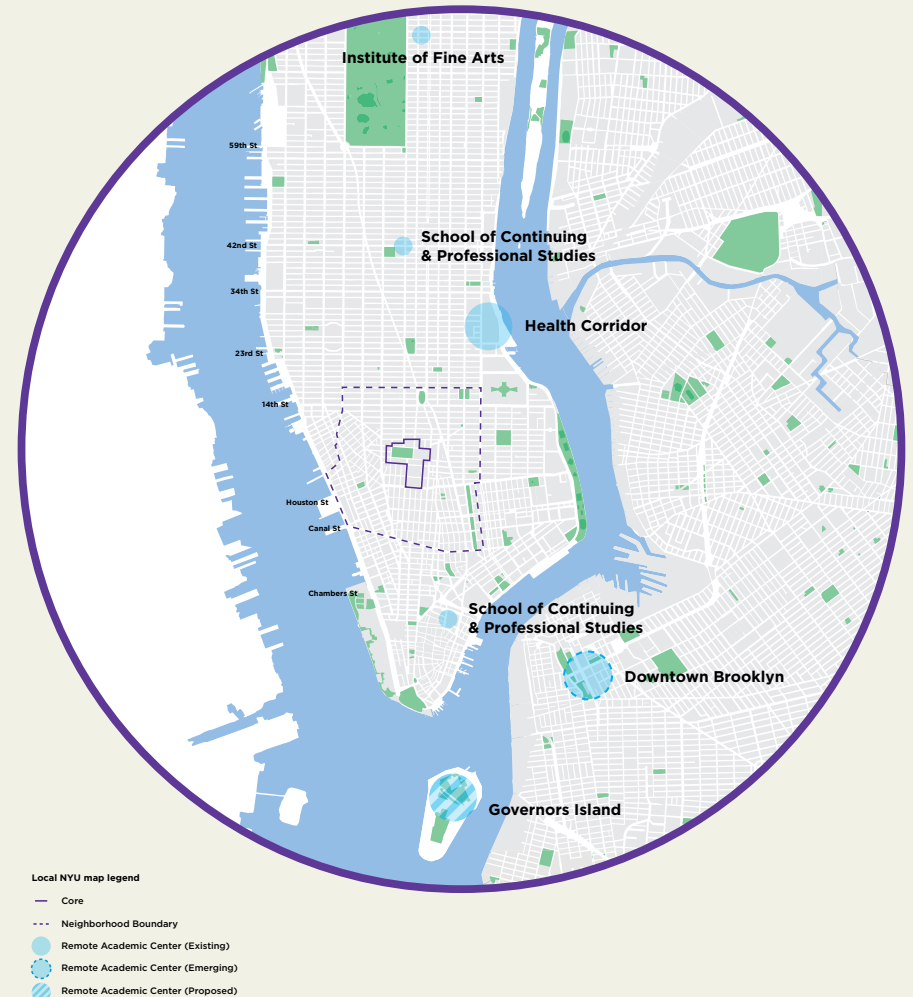 Institute of Fine Arts
59th St
School of Continuing
& Professional Studies
42nd St
34th St
Health Corridor
23rd St
14th St
Houston St
Canal St
Chambers St
School of Continuing
& Professional Studies
Downtown Brooklyn
Governors Island
Local NYU map legend
Core
Neighborhood Boundary
Remote Academic Center (Existing)
Remote Academic Center (Emerging)
Remote Academic Center (Proposed)